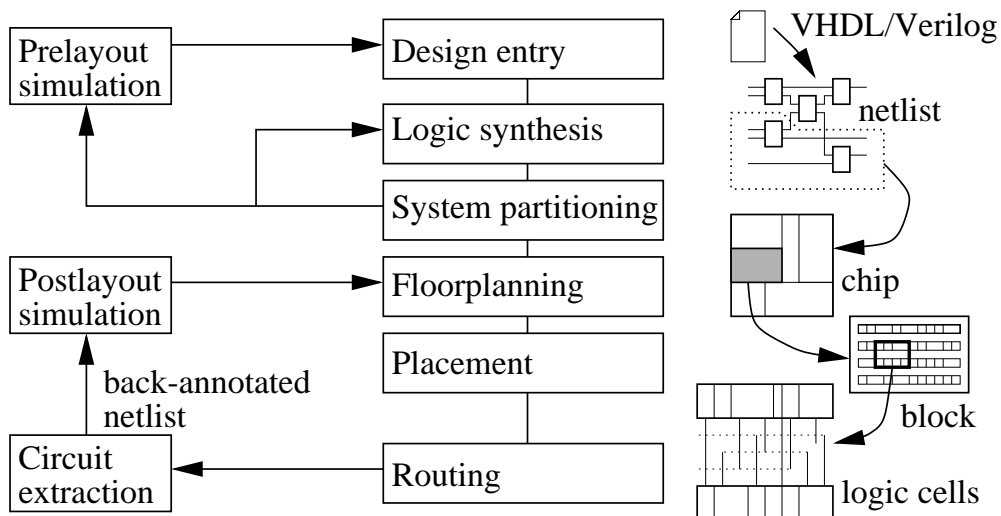 Prelayout
simulation
Design entry
VHDL/Verilog
netlist
Logic synthesis
System partitioning
Postlayout
simulation
Floorplanning
chip
Placement
back-annotated
netlist
block
Circuit
extraction
Routing
logic cells